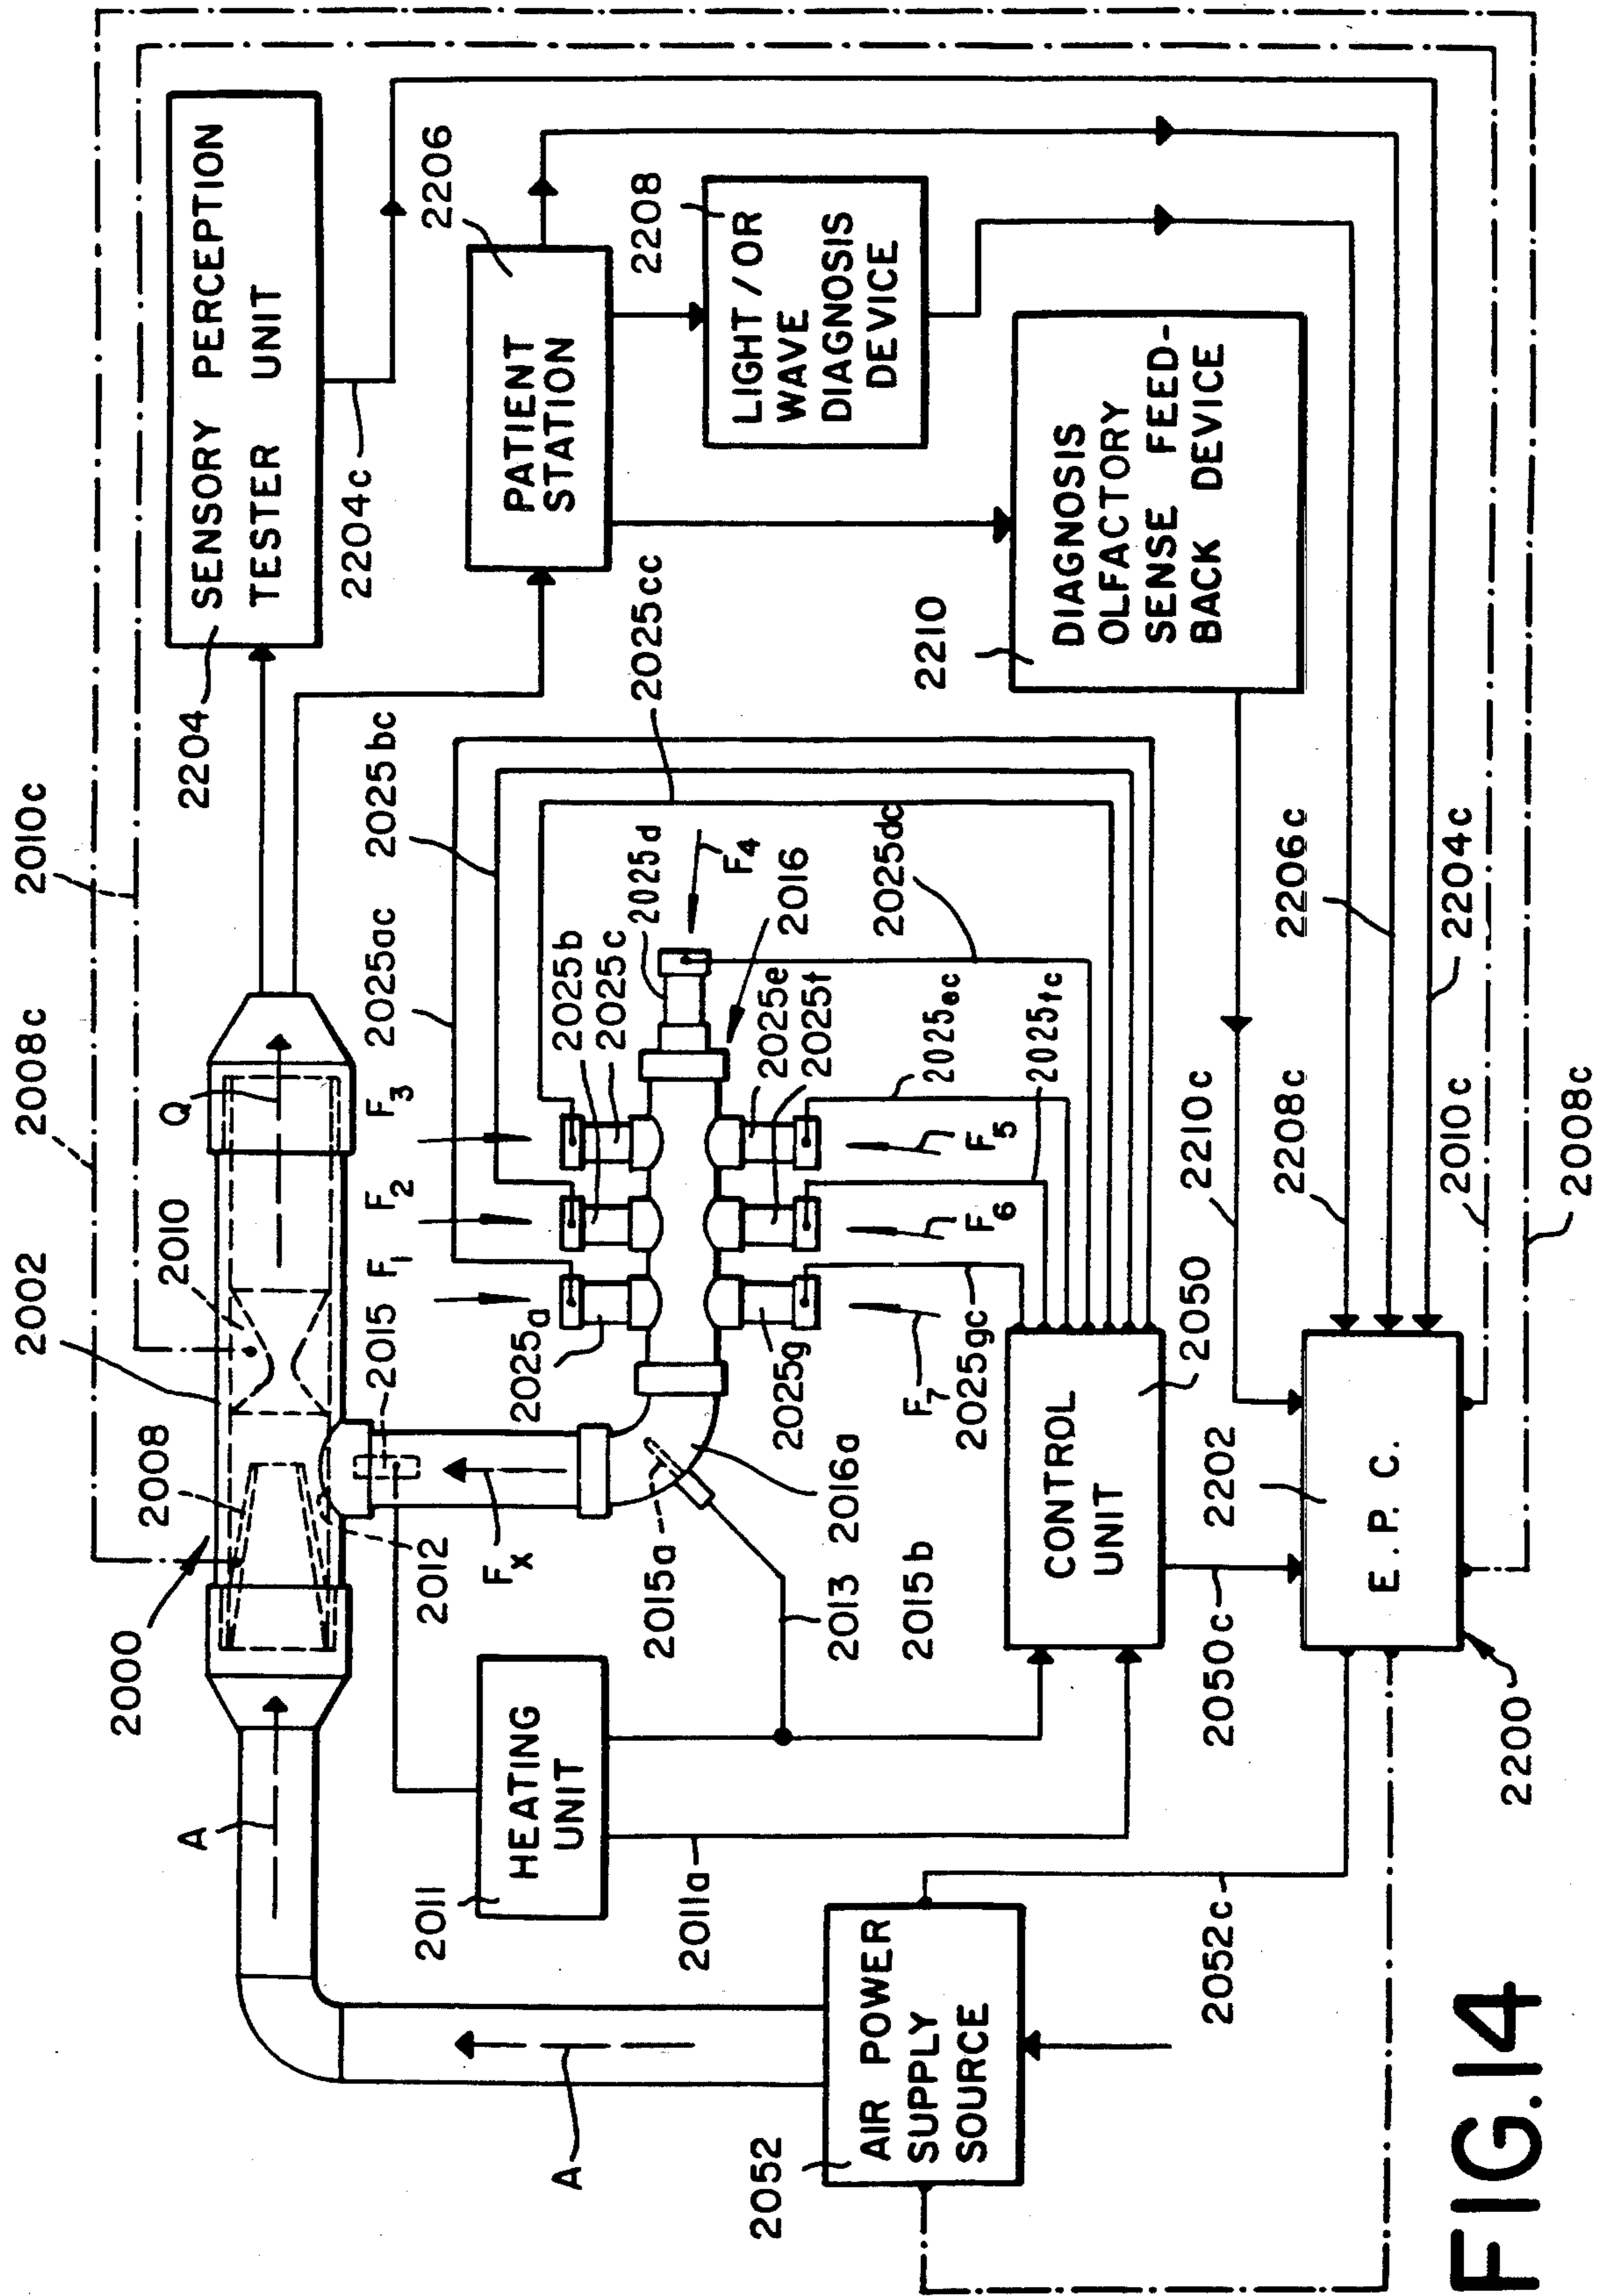 2010c
2008c
2002
2010
2008
2000
2012
2015
Q
A
A
2204
SENSORY PERCEPTION
TESTER UNIT
2204c
2206
PATIENT
STATION
2208
LIGHT/OR
WAVE
DIAGNOSIS
DEVICE
2210
DIAGNOSIS
OLFACTORY
SENSE FEED-
BACK DEVICE
2025ac
2025bc
2025cc
F1
F2
F3
F4
F5
F6
F7
Fx
2025a
2025b
2025c
2025d
2016
2025e
2025f
2025g
2025dc
2025ec
2025fc
2025gc
2016a
2015a
2013
2015b
2011
HEATING
UNIT
2011a
2050
CONTROL
UNIT
2050c
2052
AIR POWER
SUPPLY
SOURCE
2052c
2202
E. P. C.
2200
2210c
2208c
2206c
2204c
2010c
2008c
FIG.14